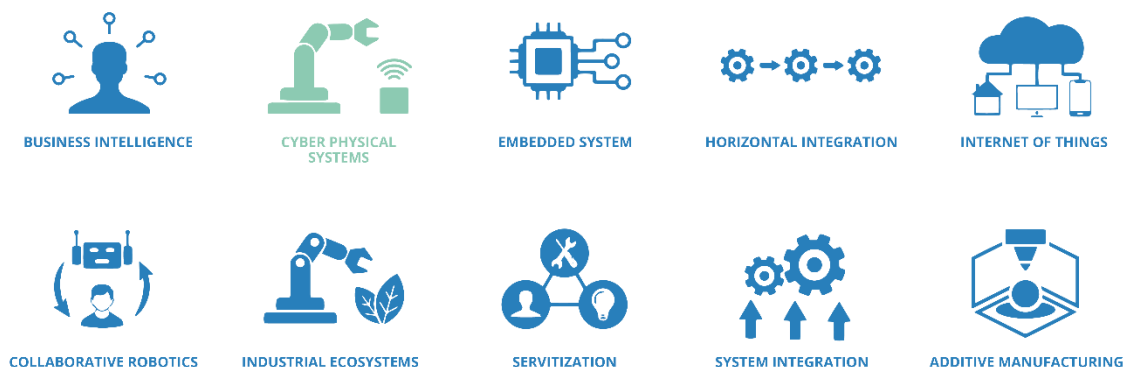 BUSINESS INTELLIGENCE
CYBER PHYSICAL
SYSTEMS
EMBEDDED SYSTEM
HORIZONTAL INTEGRATION
INTERNET OF THINGS
COLLABORATIVE ROBOTICS
INDUSTRIAL ECOSYSTEMS
SERVITIZATION
SYSTEM INTEGRATION
ADDITIVE MANUFACTURING